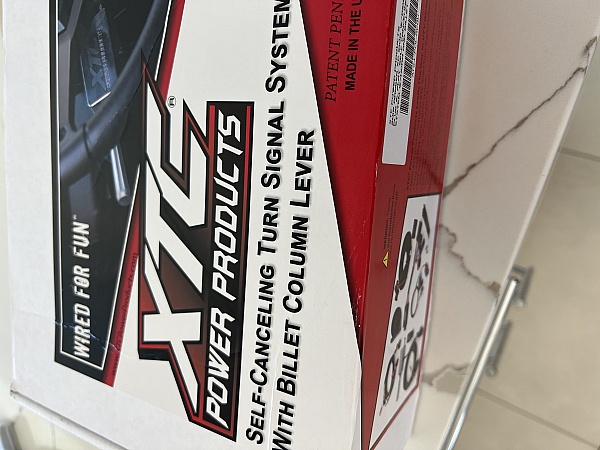 WIRED FOR FUN™
XTC®
POWER PRODUCTS
SELF-CANCELING TURN SIGNAL SYSTEM
WITH BILLET COLUMN LEVER
PATENT PEN
MADE IN THE U